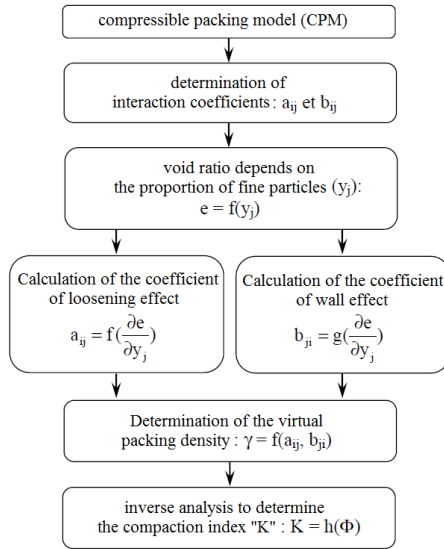 compressible packing model (CPM)
determination of
interaction coefficients : aij et bij
void ratio depends on
the proportion of fine particles (yj):
e = f(yj)
Calculation of the coefficient
of loosening effect
aij = f(∂e/∂yj)
Calculation of the coefficient
of wall effect
bji = g(∂e/∂yj)
Determination of the virtual
packing density : γ = f(aij, bji)
inverse analysis to determine
the compaction index "K" : K = h(Φ)